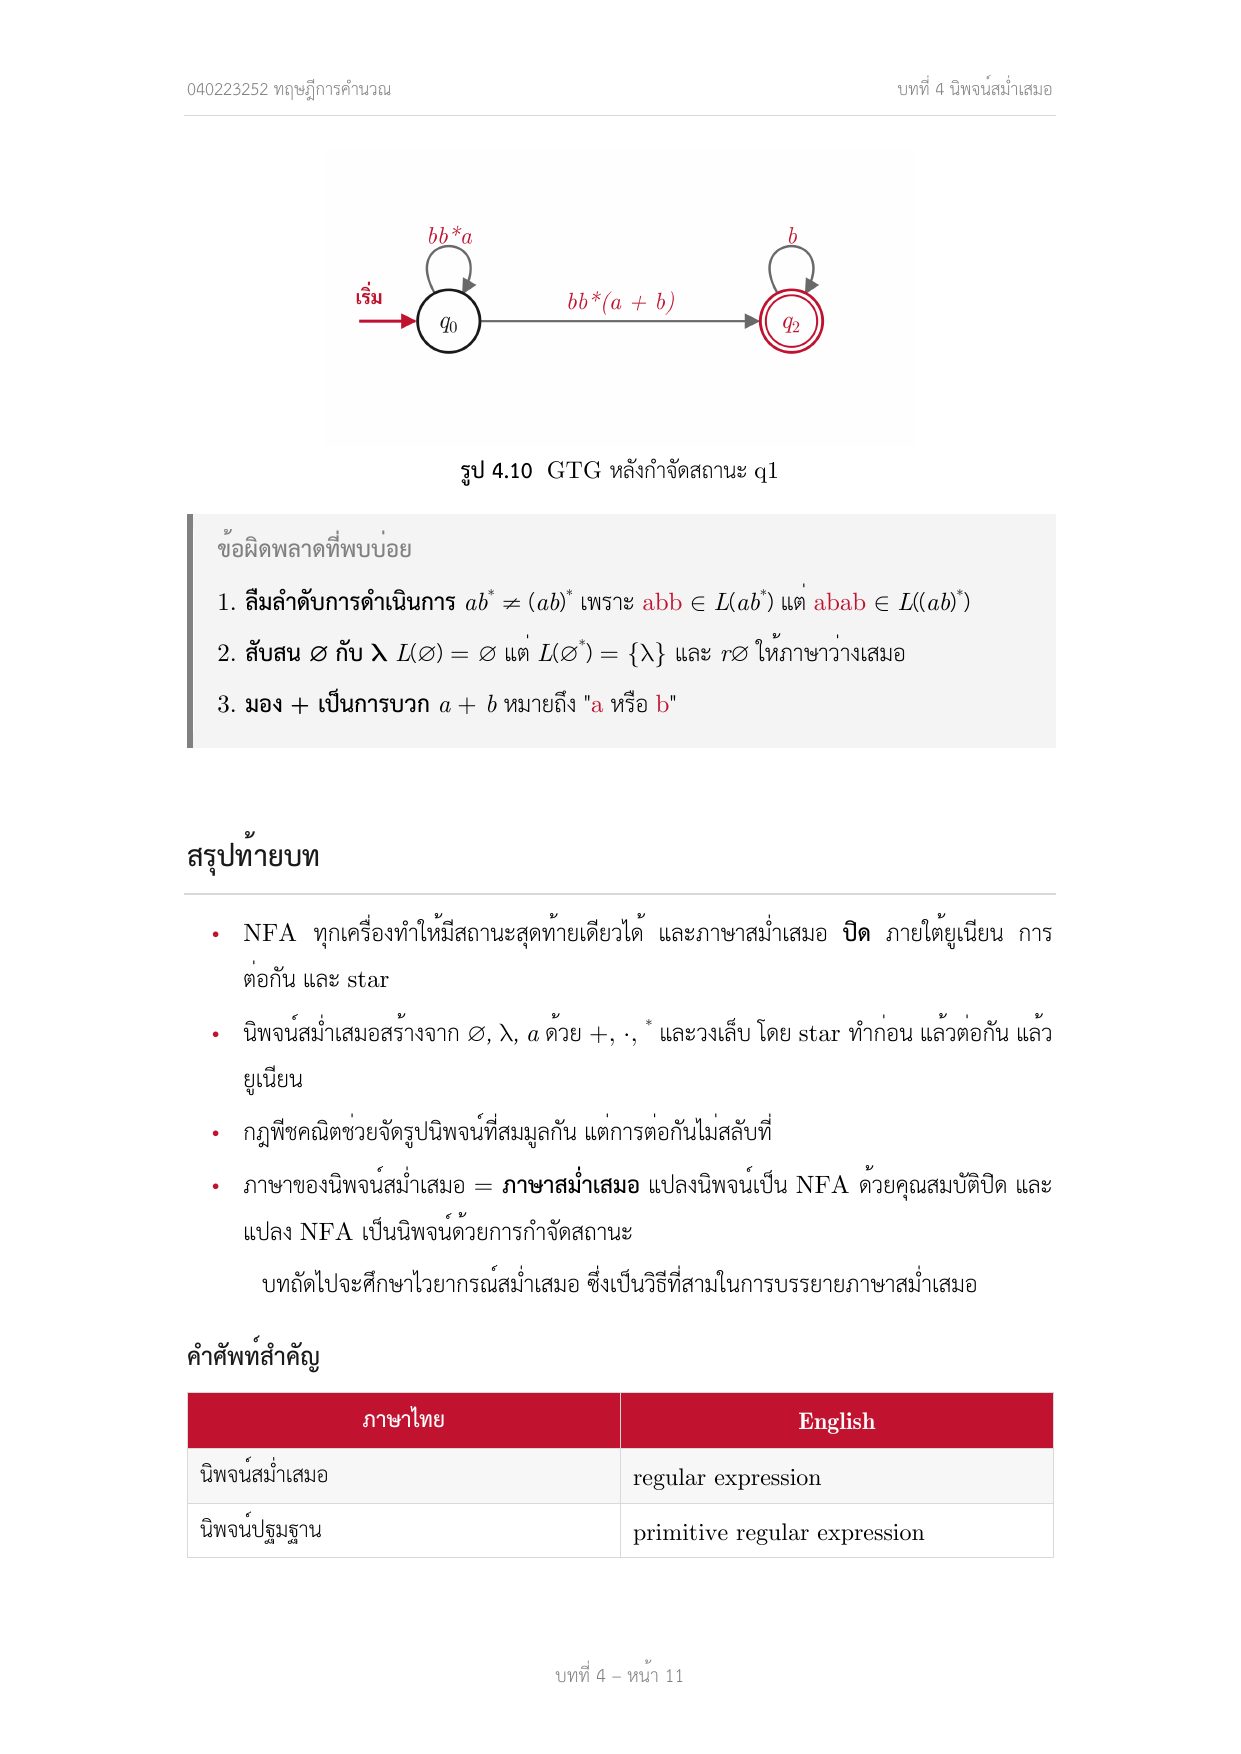 040223252 ทฤษฎีการคำนวณ
บทที่ 4 นิพจน์สม่ำเสมอ
bb*a
b
เริ่ม
bb*(a + b)
q0
q2
รูป 4.10 GTG หลังกำจัดสถานะ q1
ข้อผิดพลาดที่พบบ่อย
1. ลืมลำดับการดำเนินการ ab* ≠ (ab)* เพราะ abb ∈ L(ab*) แต่ abab ∈ L((ab)*)
2. สับสน ∅ กับ λ L(∅) = ∅ แต่ L(∅*) = {λ} และ r∅ ให้ภาษาว่างเสมอ
3. มอง + เป็นการบวก a + b หมายถึง "a หรือ b"
สรุปท้ายบท
• NFA ทุกเครื่องทำให้มีสถานะสุดท้ายเดียวได้ และภาษาสม่ำเสมอ ปิด ภายใต้ยูเนียน การ
ต่อกัน และ star
• นิพจน์สม่ำเสมอสร้างจาก ∅, λ, a ด้วย +, ·, * และวงเล็บ โดย star ทำก่อน แล้วต่อกัน แล้ว
ยูเนียน
• กฎพีชคณิตช่วยจัดรูปนิพจน์ที่สมมูลกัน แต่การต่อกันไม่สลับที่
• ภาษาของนิพจน์สม่ำเสมอ = ภาษาสม่ำเสมอ แปลงนิพจน์เป็น NFA ด้วยคุณสมบัติปิด และ
แปลง NFA เป็นนิพจน์ด้วยการกำจัดสถานะ
บทถัดไปจะศึกษาไวยากรณ์สม่ำเสมอ ซึ่งเป็นวิธีที่สามในการบรรยายภาษาสม่ำเสมอ
คำศัพท์สำคัญ
ภาษาไทย
English
นิพจน์สม่ำเสมอ
regular expression
นิพจน์ปฐมฐาน
primitive regular expression
บทที่ 4 – หน้า 11